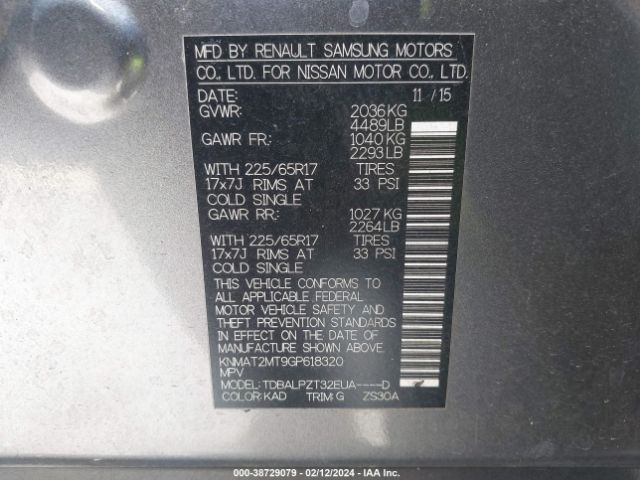 MFD BY RENAULT SAMSUNG MOTORS
CO., LTD. FOR NISSAN MOTOR CO., LTD.
DATE: 11 / 15
GVWR: 2036 KG
4489LB
GAWR FR.: 1040 KG
2293LB
WITH 225/65R17 TIRES
17x7J RIMS AT 33 PSI
COLD SINGLE
GAWR RR.: 1027 KG
2264LB
WITH 225/65R17 TIRES
17x7J RIMS AT 33 PSI
COLD SINGLE
THIS VEHICLE CONFORMS TO
ALL APPLICABLE FEDERAL
MOTOR VEHICLE SAFETY AND
THEFT PREVENTION STANDARDS
IN EFFECT ON THE DATE OF
MANUFACTURE SHOWN ABOVE.
KNMAT2MT9GP618320
MPV
MODEL: TDBALPZT32EUA----D
COLOR: KAD TRIM: G ZS30A
000-38729079 - 02/12/2024 - IAA Inc.